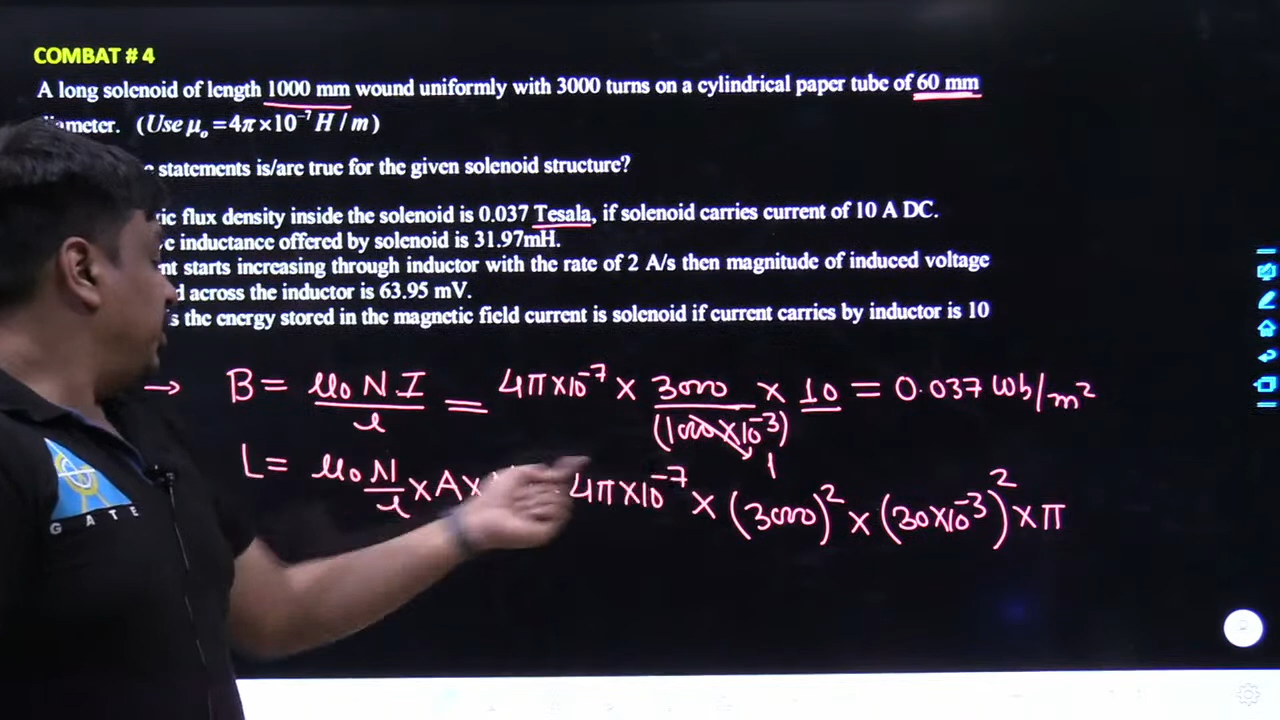 COMBAT # 4
A long solenoid of length 1000 mm wound uniformly with 3000 turns on a cylindrical paper tube of 60 mm
(Use μ₀ = 4π×10⁻⁷ H / m)
statements is/are true for the given solenoid structure?
flux density inside the solenoid is 0.037 Tesala, if solenoid carries current of 10 A DC.
inductance offered by solenoid is 31.97mH.
starts increasing through inductor with the rate of 2 A/s then magnitude of induced voltage
across the inductor is 63.95 mV.
the energy stored in the magnetic field current is solenoid if current carries by inductor is 10
→ B = μ₀ N I / l = 4π×10⁻⁷ × 3000 / (1000×10⁻³) × 10 = 0.037 Wb/m²
1
L = μ₀ N / l × A × 4π×10⁻⁷ × (3000)² × (30×10⁻³)² × π
GATE